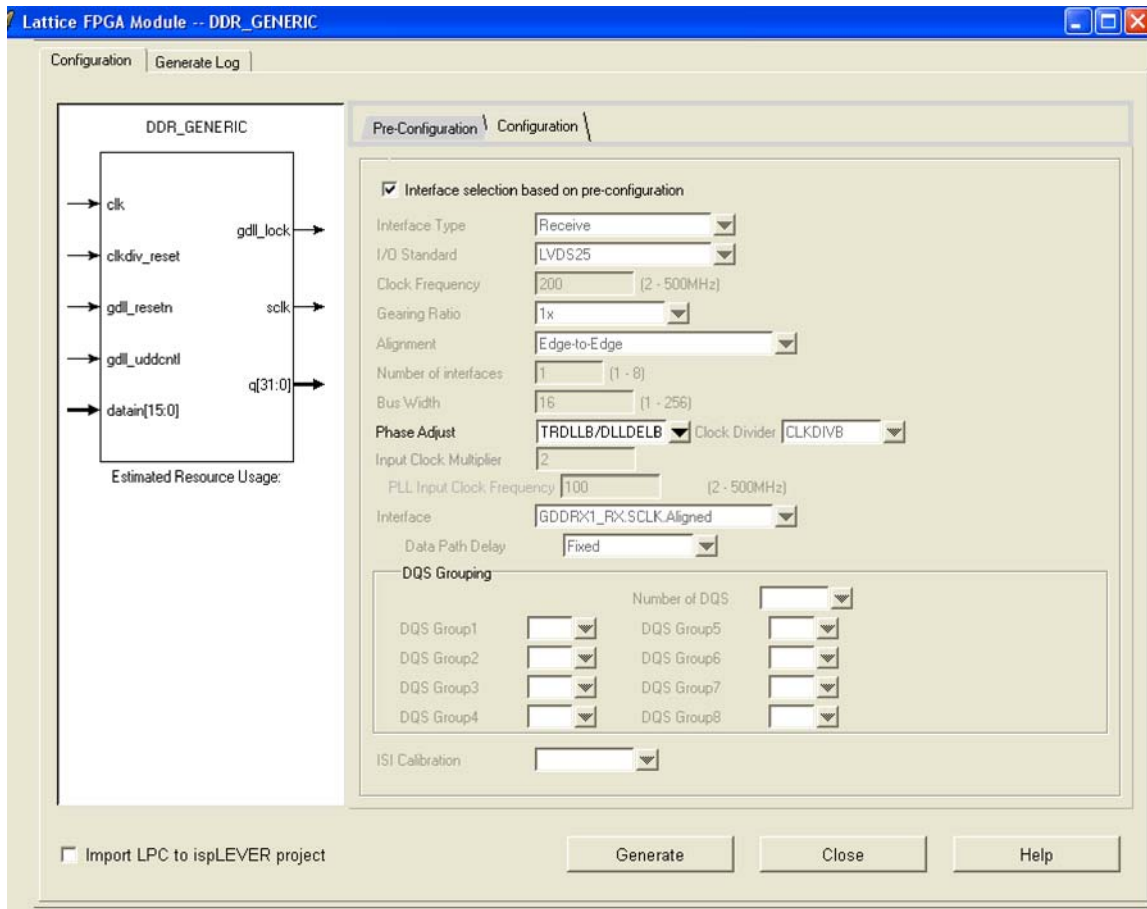 Lattice FPGA Module -- DDR_GENERIC
Configuration Generate Log
DDR_GENERIC
clk
gdll_lock
clkdiv_reset
gdll_resetn sclk
gdll_uddcntl
q[31:0]
datain[15:0]
Estimated Resource Usage:
Pre-Configuration Configuration
Interface selection based on pre-configuration
Interface Type Receive
I/O Standard LVDS25
Clock Frequency 200 (2 - 500MHz)
Gearing Ratio 1x
Alignment Edge-to-Edge
Number of interfaces 1 (1 - 8)
Bus Width 16 (1 - 256)
Phase Adjust TRDLLB/DLLDELB Clock Divider CLKDIVB
Input Clock Multiplier 2
PLL Input Clock Frequency 100 (2 - 500MHz)
Interface GDDRX1_RX.SCLK.Aligned
Data Path Delay Fixed
DQS Grouping
Number of DQS
DQS Group1 DQS Group5
DQS Group2 DQS Group6
DQS Group3 DQS Group7
DQS Group4 DQS Group8
ISI Calibration
Import LPC to ispLEVER project Generate Close Help